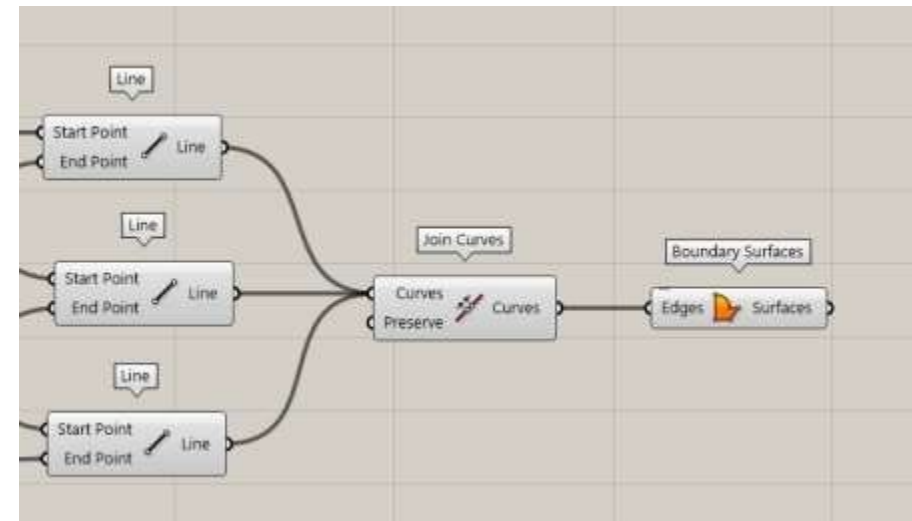 Line
Start Point
End Point
Line
Line
Start Point
End Point
Line
Join Curves
Curves
Preserve
Curves
Boundary Surfaces
Edges
Surfaces
Line
Start Point
End Point
Line